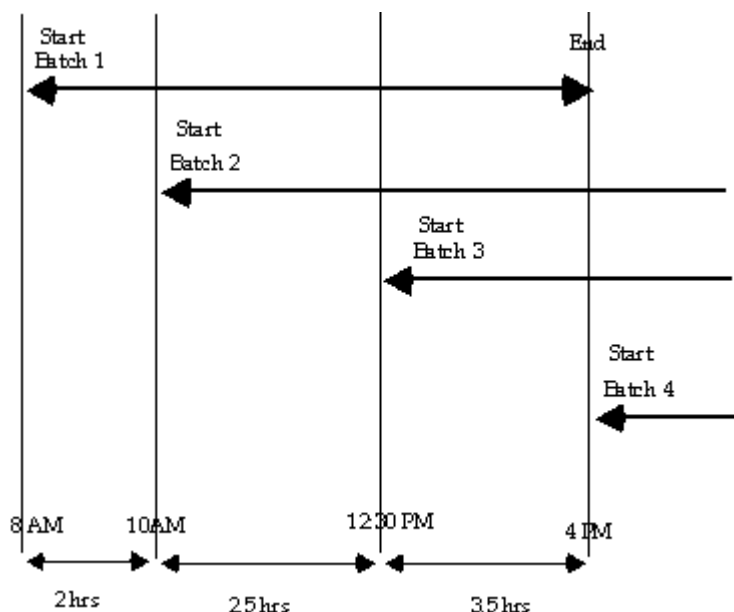 Start
Batch 1
End
Start
Batch 2
Start
Batch 3
Start
Batch 4
8 AM
10AM
12:30 PM
4 PM
2hrs
2.5hrs
3.5hrs